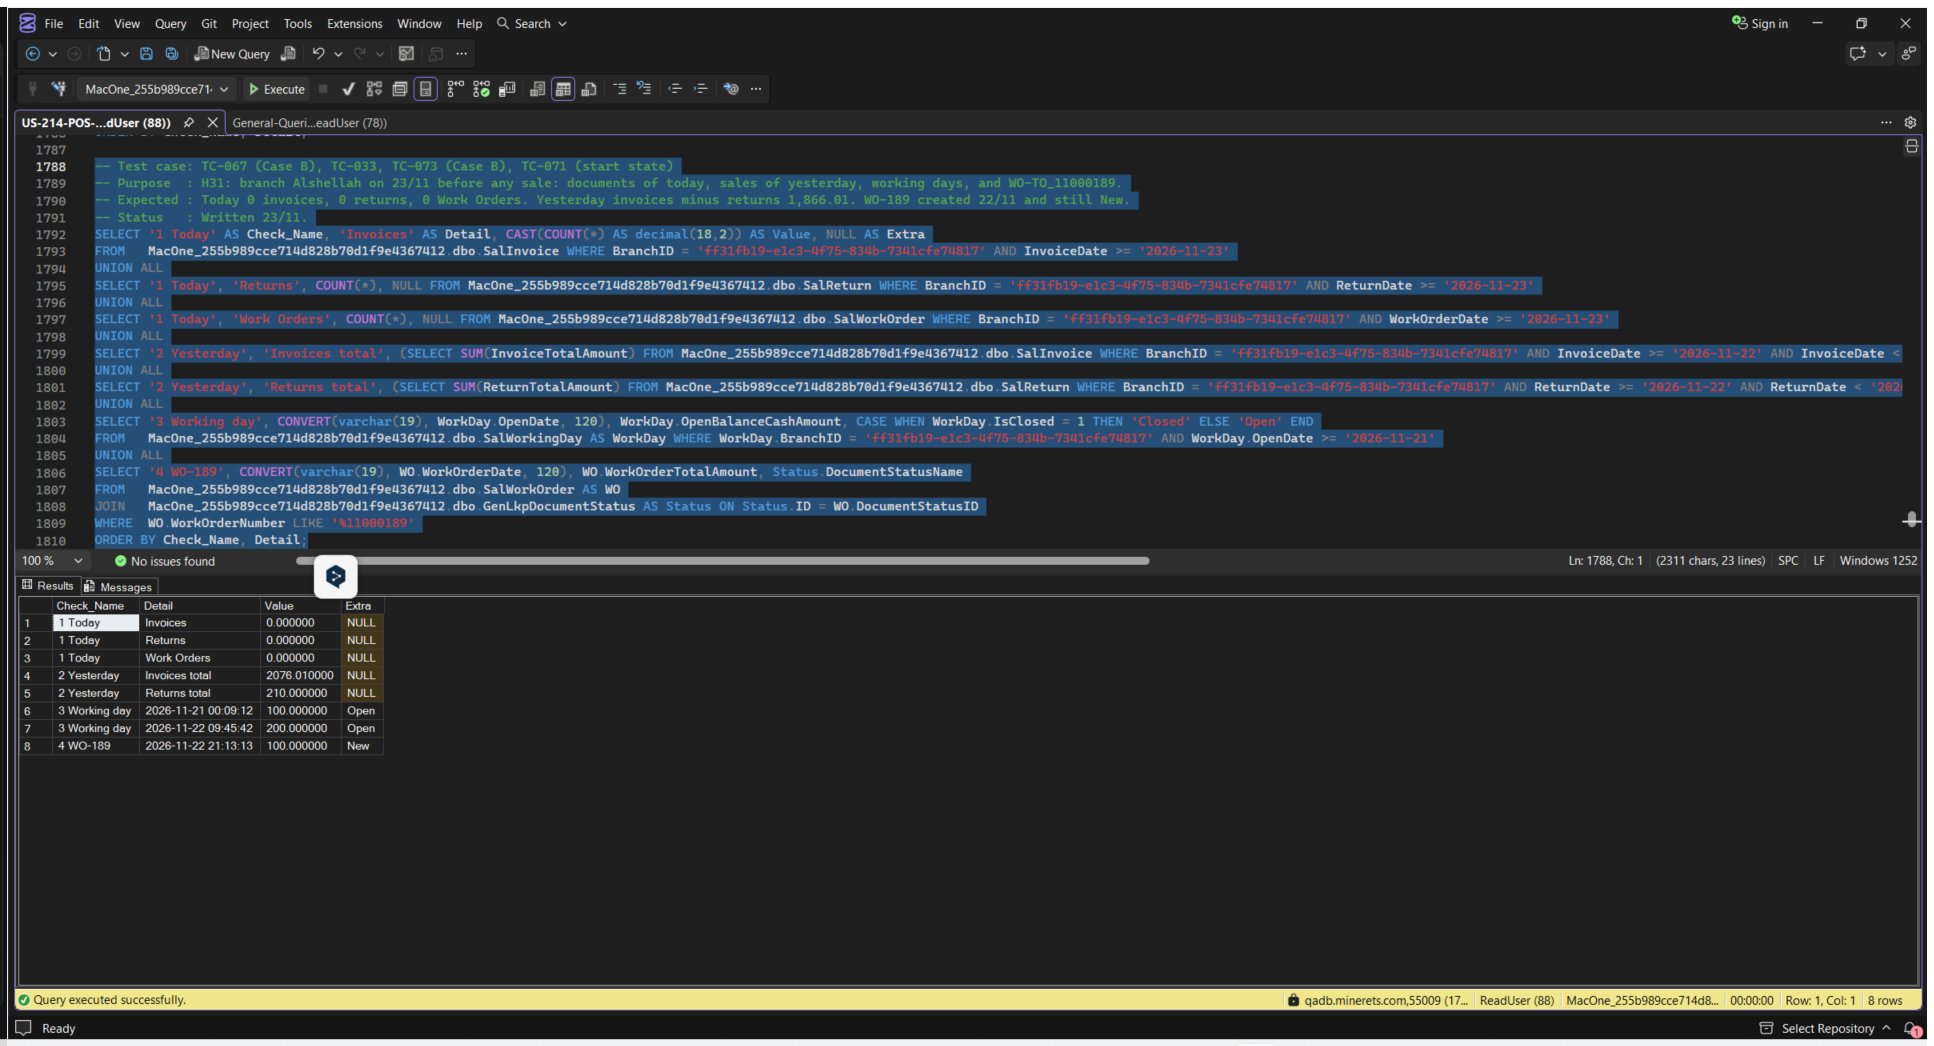 File Edit View Query Git Project Tools Extensions Window Help Search
Sign in
New Query
MacOne_255b989cce71
Execute
US-214-POS-...dUser (88))
General-Queri...eadUser (78))
1787
1788 -- Test case: TC-067 (Case B), TC-033, TC-073 (Case B), TC-071 (start state)
1789 -- Purpose : H31: branch Alshellah on 23/11 before any sale: documents of today, sales of yesterday, working days, and WO-TO_11000189.
1790 -- Expected : Today 0 invoices, 0 returns, 0 Work Orders. Yesterday invoices minus returns 1,866.01. WO-189 created 22/11 and still New.
1791 -- Status : Written 23/11.
1792 SELECT '1 Today' AS Check_Name, 'Invoices' AS Detail, CAST(COUNT(*) AS decimal(18,2)) AS Value, NULL AS Extra
1793 FROM MacOne_255b989cce714d828b70d1f9e4367412.dbo.SalInvoice WHERE BranchID = 'ff31fb19-e1c3-4f75-834b-7341cfe74817' AND InvoiceDate >= '2026-11-23'
1794 UNION ALL
1795 SELECT '1 Today', 'Returns', COUNT(*), NULL FROM MacOne_255b989cce714d828b70d1f9e4367412.dbo.SalReturn WHERE BranchID = 'ff31fb19-e1c3-4f75-834b-7341cfe74817' AND ReturnDate >= '2026-11-23'
1796 UNION ALL
1797 SELECT '1 Today', 'Work Orders', COUNT(*), NULL FROM MacOne_255b989cce714d828b70d1f9e4367412.dbo.SalWorkOrder WHERE BranchID = 'ff31fb19-e1c3-4f75-834b-7341cfe74817' AND WorkOrderDate >= '2026-11-23'
1798 UNION ALL
1799 SELECT '2 Yesterday', 'Invoices total', (SELECT SUM(InvoiceTotalAmount) FROM MacOne_255b989cce714d828b70d1f9e4367412.dbo.SalInvoice WHERE BranchID = 'ff31fb19-e1c3-4f75-834b-7341cfe74817' AND InvoiceDate >= '2026-11-22' AND InvoiceDate <
1800 UNION ALL
1801 SELECT '2 Yesterday', 'Returns total', (SELECT SUM(ReturnTotalAmount) FROM MacOne_255b989cce714d828b70d1f9e4367412.dbo.SalReturn WHERE BranchID = 'ff31fb19-e1c3-4f75-834b-7341cfe74817' AND ReturnDate >= '2026-11-22' AND ReturnDate < '202
1802 UNION ALL
1803 SELECT '3 Working day', CONVERT(varchar(19), WorkDay.OpenDate, 120), WorkDay.OpenBalanceCashAmount, CASE WHEN WorkDay.IsClosed = 1 THEN 'Closed' ELSE 'Open' END
1804 FROM MacOne_255b989cce714d828b70d1f9e4367412.dbo.SalWorkingDay AS WorkDay WHERE WorkDay.BranchID = 'ff31fb19-e1c3-4f75-834b-7341cfe74817' AND WorkDay.OpenDate >= '2026-11-21'
1805 UNION ALL
1806 SELECT '4 WO-189', CONVERT(varchar(19), WO.WorkOrderDate, 120), WO.WorkOrderTotalAmount, Status.DocumentStatusName
1807 FROM MacOne_255b989cce714d828b70d1f9e4367412.dbo.SalWorkOrder AS WO
1808 JOIN MacOne_255b989cce714d828b70d1f9e4367412.dbo.GenLkpDocumentStatus AS Status ON Status.ID = WO.DocumentStatusID
1809 WHERE WO.WorkOrderNumber LIKE '%11000189'
1810 ORDER BY Check_Name, Detail;
100 % No issues found Ln: 1788, Ch: 1 (2311 chars, 23 lines) SPC LF Windows 1252
Results Messages
Check_Name Detail Value Extra
1 1 Today Invoices 0.000000 NULL
2 1 Today Returns 0.000000 NULL
3 1 Today Work Orders 0.000000 NULL
4 2 Yesterday Invoices total 2076.010000 NULL
5 2 Yesterday Returns total 210.000000 NULL
6 3 Working day 2026-11-21 00:09:12 100.000000 Open
7 3 Working day 2026-11-22 09:45:42 200.000000 Open
8 4 WO-189 2026-11-22 21:13:13 100.000000 New
Query executed successfully. qadb.minerets.com,55009 (17... ReadUser (88) MacOne_255b989cce714d8... 00:00:00 Row: 1, Col: 1 8 rows
Ready Select Repository 1